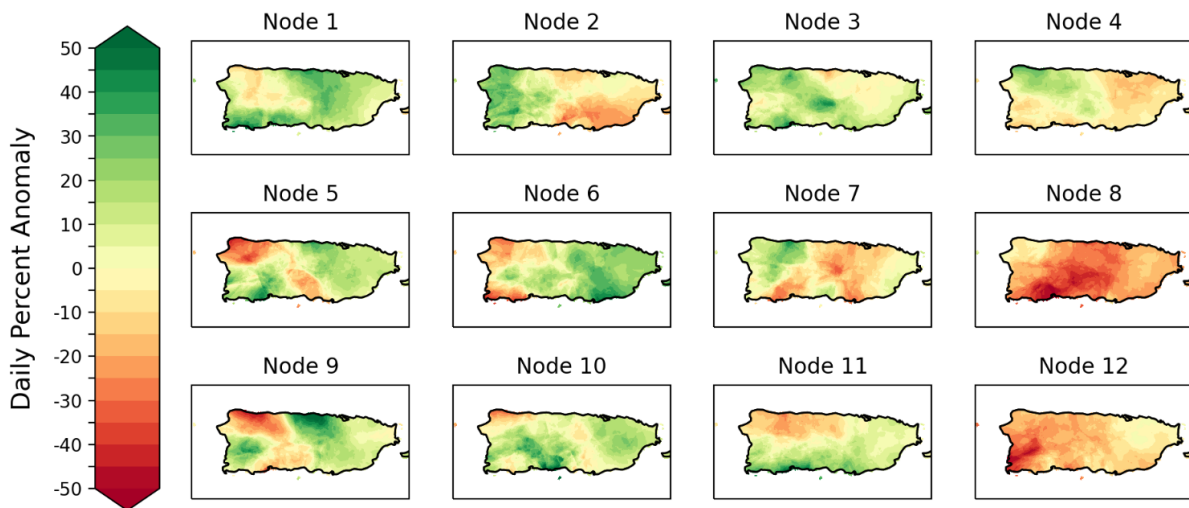 Daily Percent Anomaly
50
40
30
20
10
0
-10
-20
-30
-40
-50
Node 1
Node 2
Node 3
Node 4
Node 5
Node 6
Node 7
Node 8
Node 9
Node 10
Node 11
Node 12